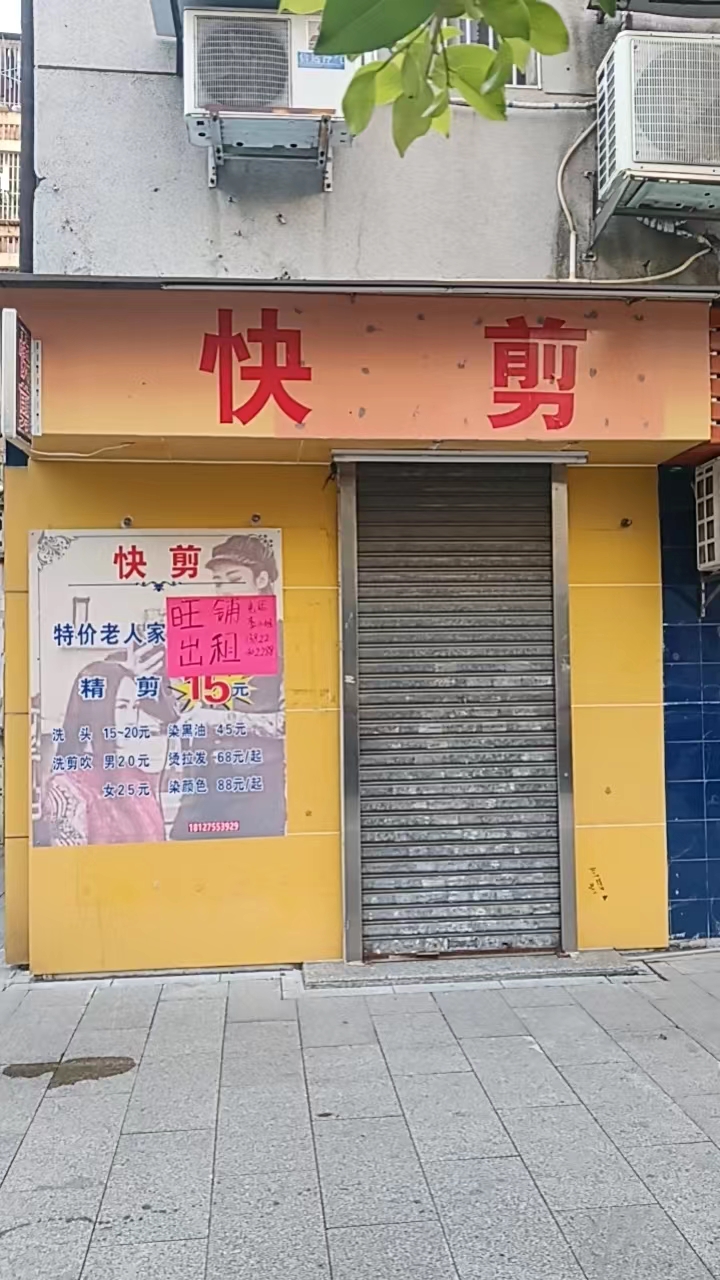 快 剪
快 剪
特价老人家
旺铺
出租
精 剪 15元
洗 头 15~20元 染黑油 45元
洗剪吹 男20元 烫拉发 68元/起
女25元 染颜色 88元/起
18127553929